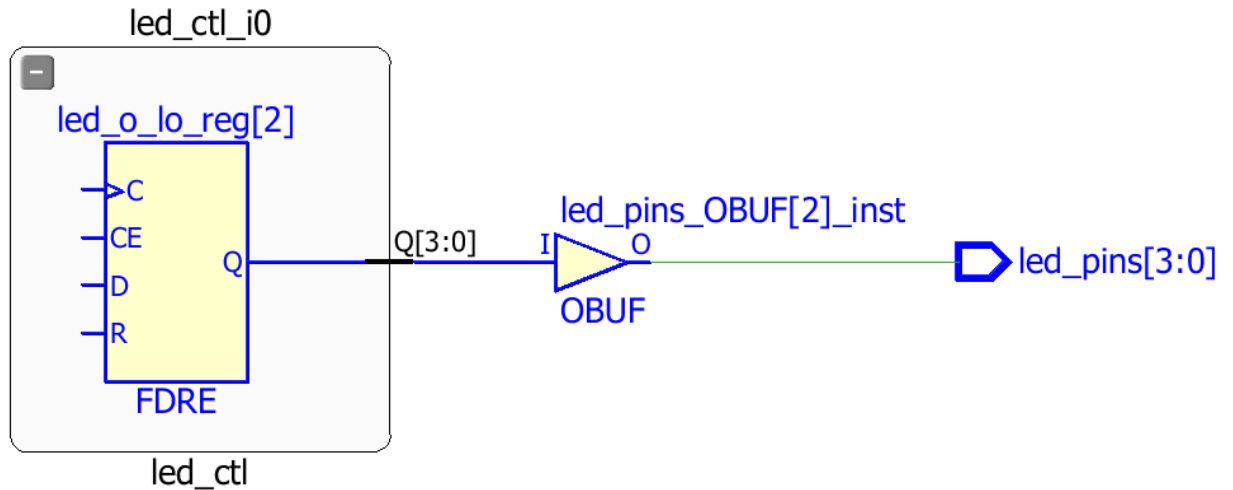 led_ctl_i0
-
led_o_lo_reg[2]
C
CE
D
R
Q
FDRE
led_ctl
Q[3:0]
led_pins_OBUF[2]_inst
I
O
OBUF
led_pins[3:0]